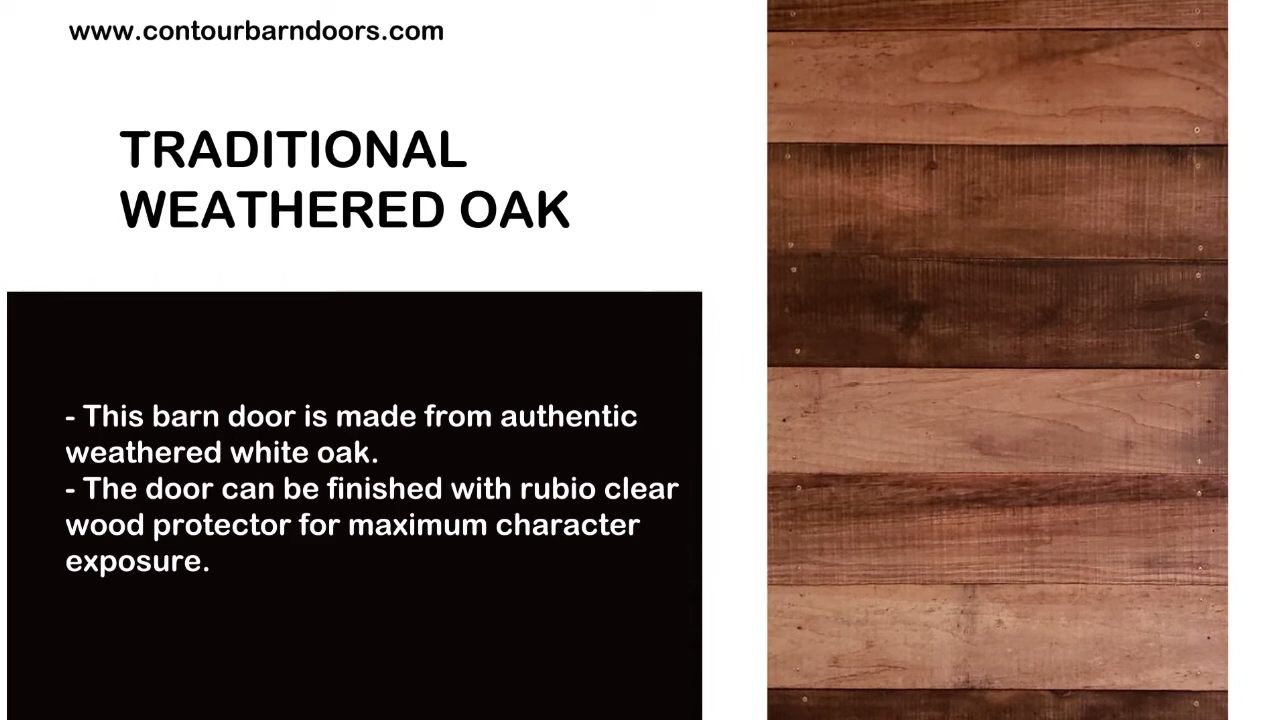 www.contourbarndoors.com
TRADITIONAL
WEATHERED OAK
- This barn door is made from authentic
weathered white oak.
- The door can be finished with rubio clear
wood protector for maximum character
exposure.